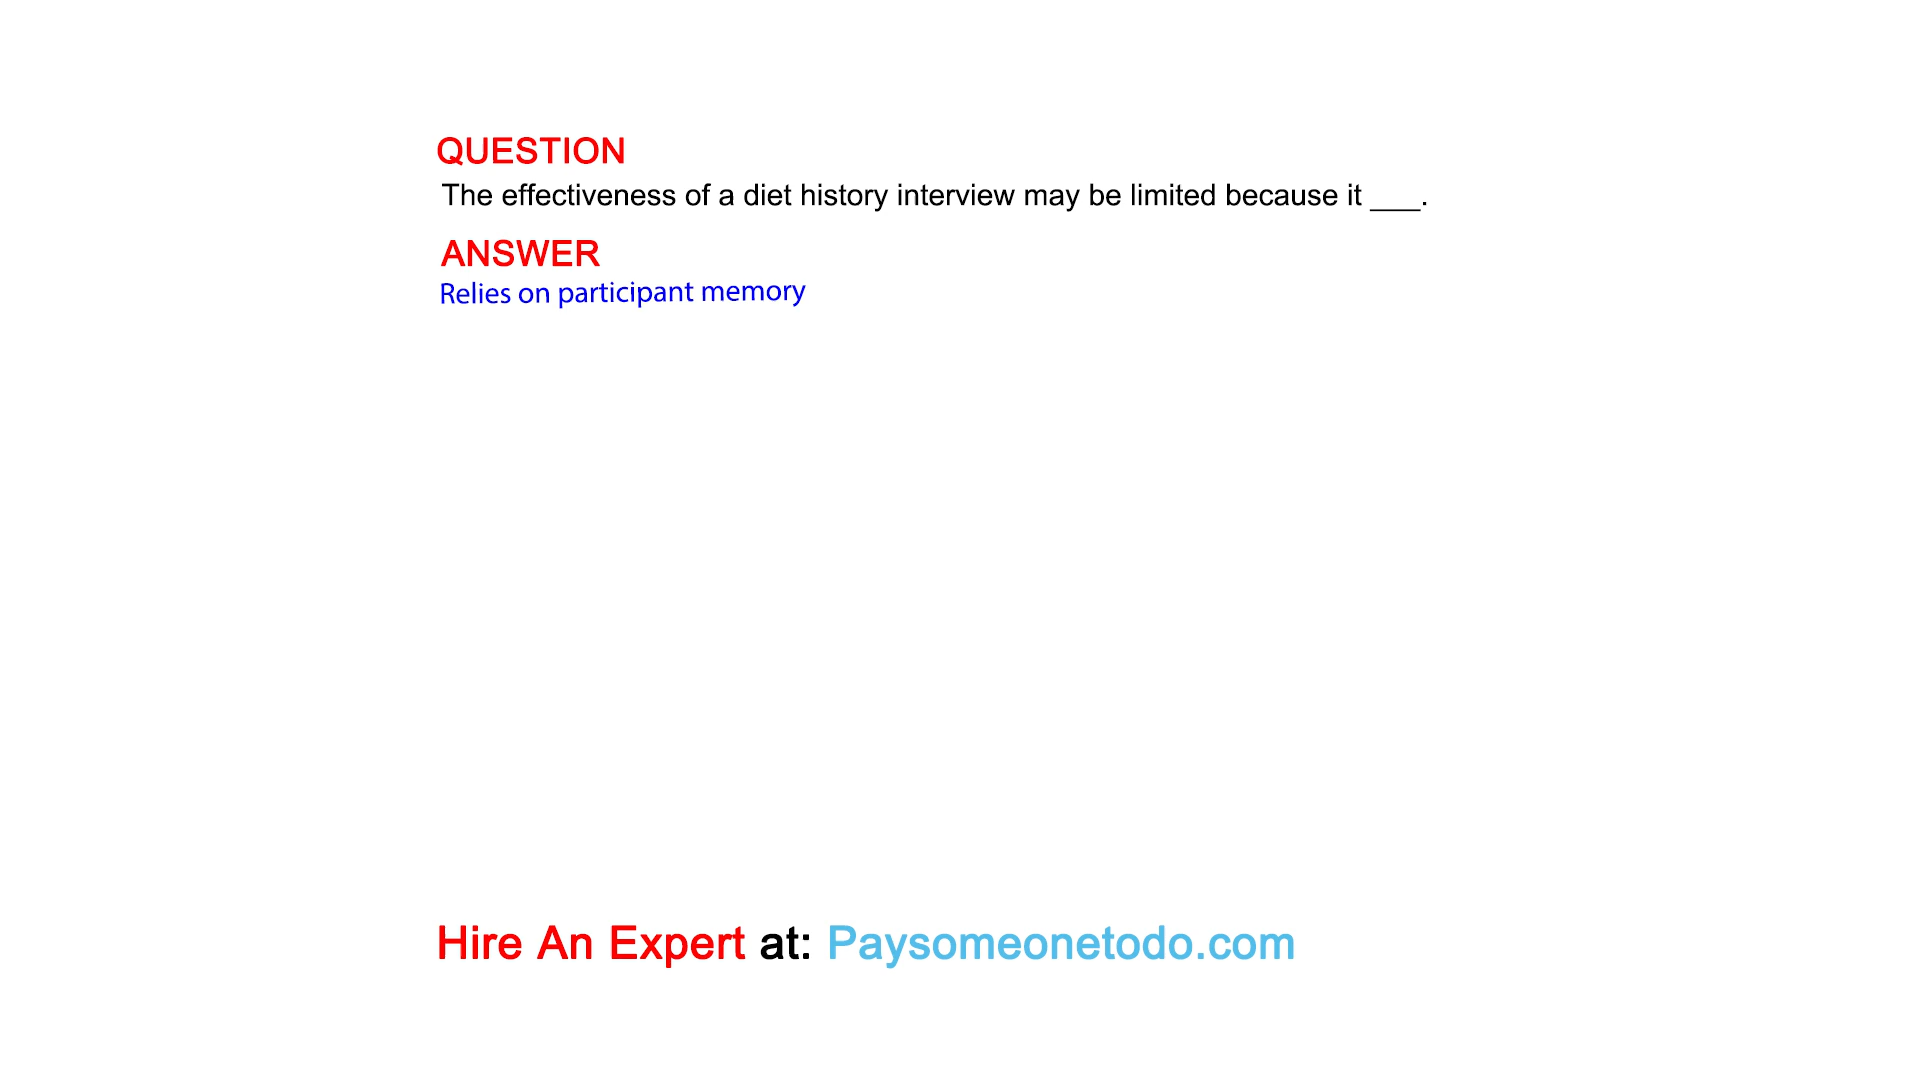 QUESTION
The effectiveness of a diet history interview may be limited because it ___.
ANSWER
Relies on participant memory
Hire An Expert at: Paysomeonetodo.com